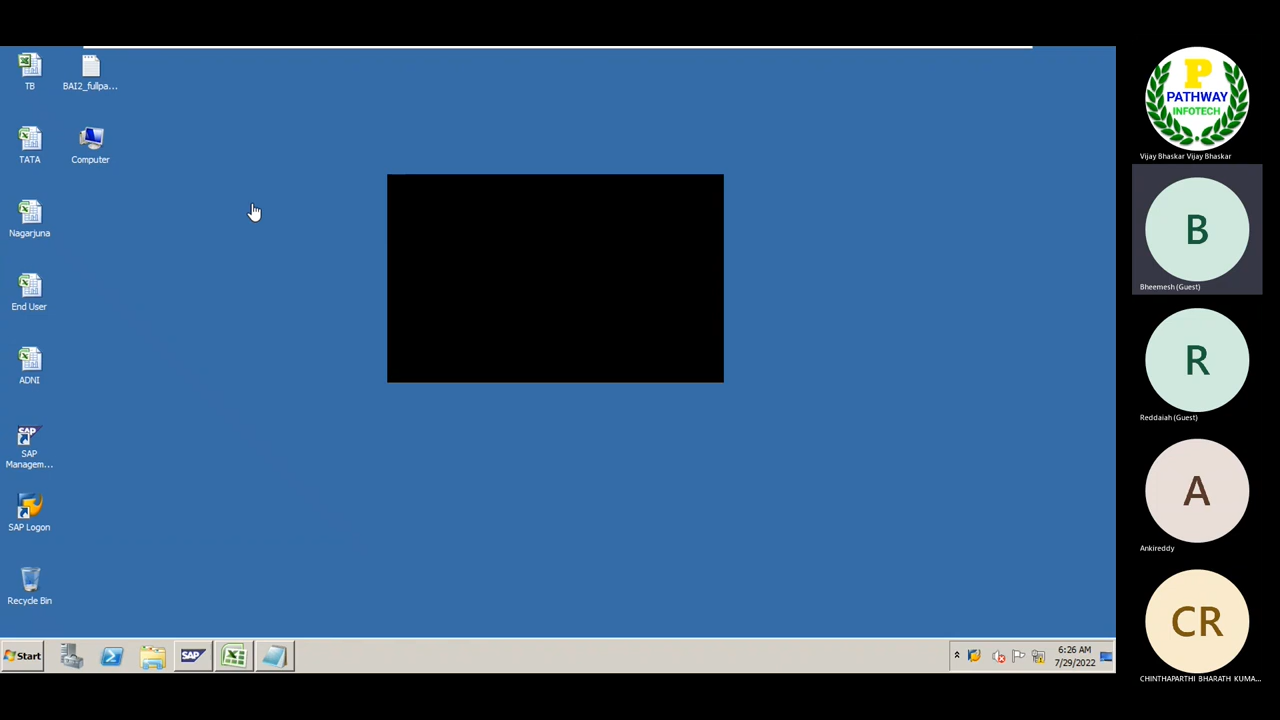 TB
BAI2_fullpa...
TATA
Computer
Nagarjuna
End User
ADNI
SAP
SAP
Managem...
SAP Logon
Recycle Bin
Start
SAP
6:26 AM
7/29/2022
P
PATHWAY
INFOTECH
Vijay Bhaskar Vijay Bhaskar
B
Bheemesh (Guest)
R
Reddaiah (Guest)
A
Ankireddy
CR
CHINTHAPARTHI BHARATH KUMA...